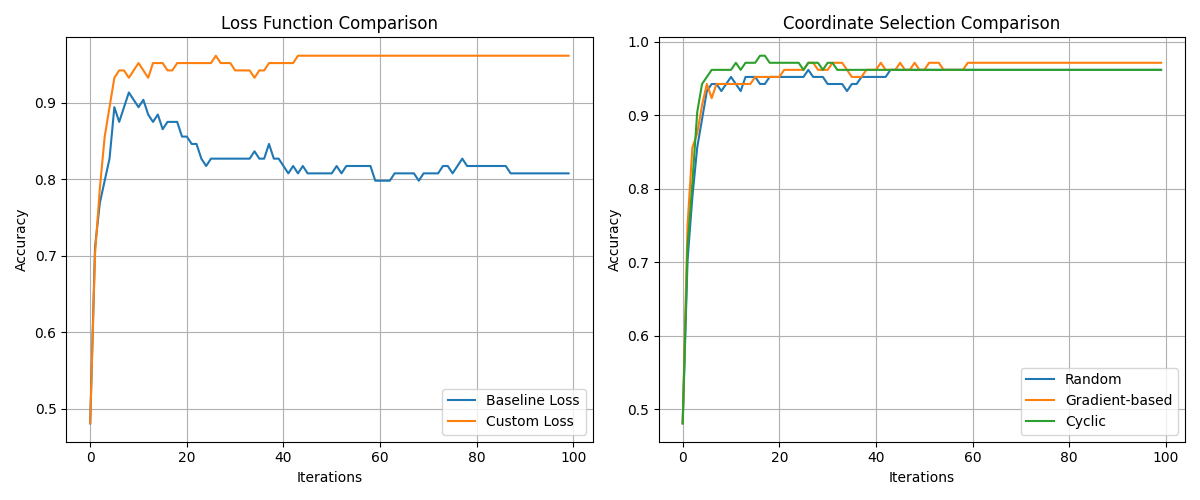 Loss Function Comparison
Accuracy
0.9
0.8
0.7
0.6
0.5
0 20 40 60 80 100
Iterations
Baseline Loss
Custom Loss
Coordinate Selection Comparison
Accuracy
1.0
0.9
0.8
0.7
0.6
0.5
0 20 40 60 80 100
Iterations
Random
Gradient-based
Cyclic